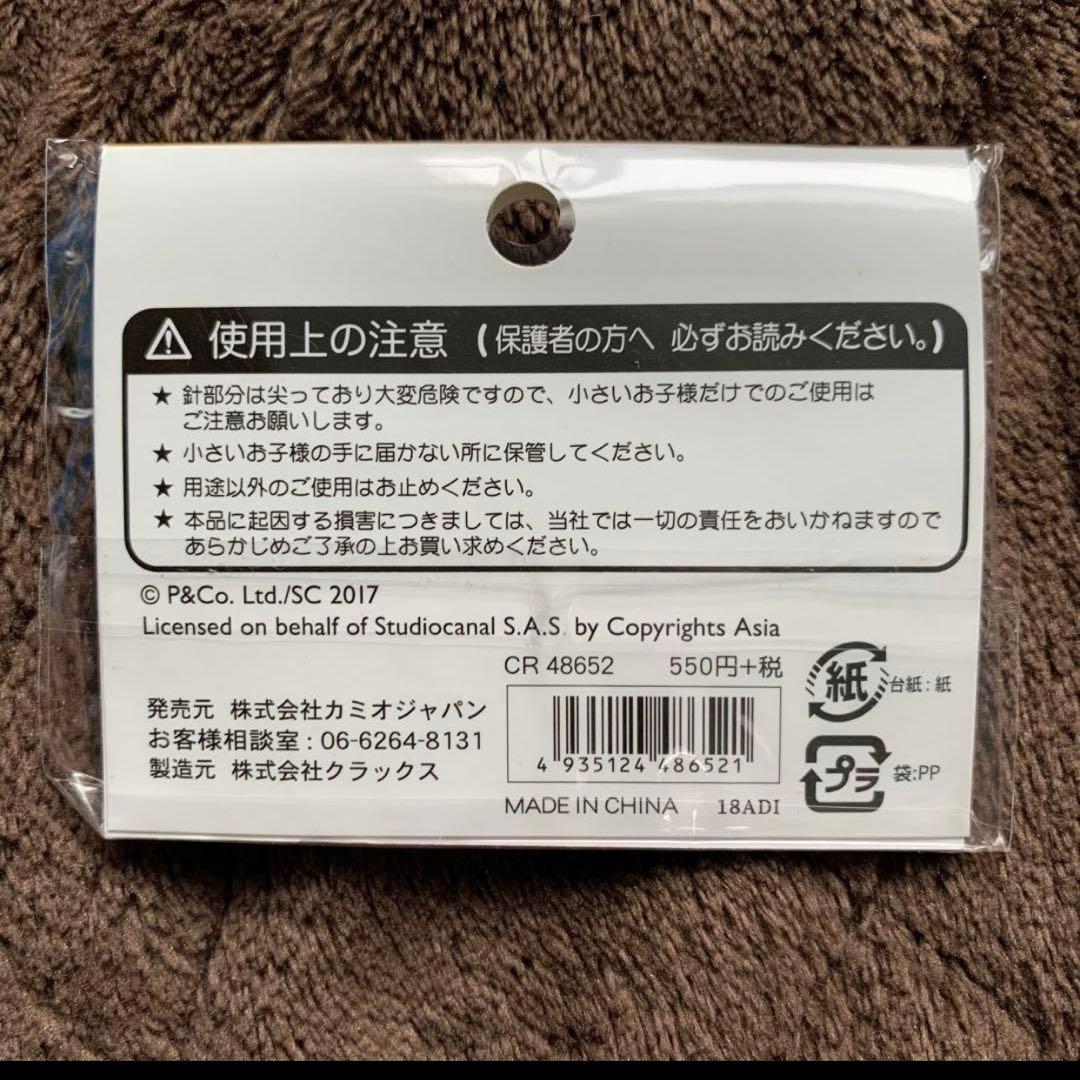 ⚠ 使用上の注意 (保護者の方へ 必ずお読みください。)
★ 針部分は尖っており大変危険ですので、小さいお子様だけでのご使用は
ご注意お願いします。
★ 小さいお子様の手に届かない所に保管してください。
★ 用途以外のご使用はお止めください。
★ 本品に起因する損害につきましては、当社では一切の責任をおいかねますので
あらかじめご了承の上お買い求めください。
© P&Co. Ltd./SC 2017
Licensed on behalf of Studiocanal S.A.S. by Copyrights Asia
CR 48652 550円+税
紙 台紙:紙
発売元 株式会社カミオジャパン
お客様相談室:06-6264-8131
製造元 株式会社クラックス
4 935124 486521
プラ 袋:PP
MADE IN CHINA 18ADI